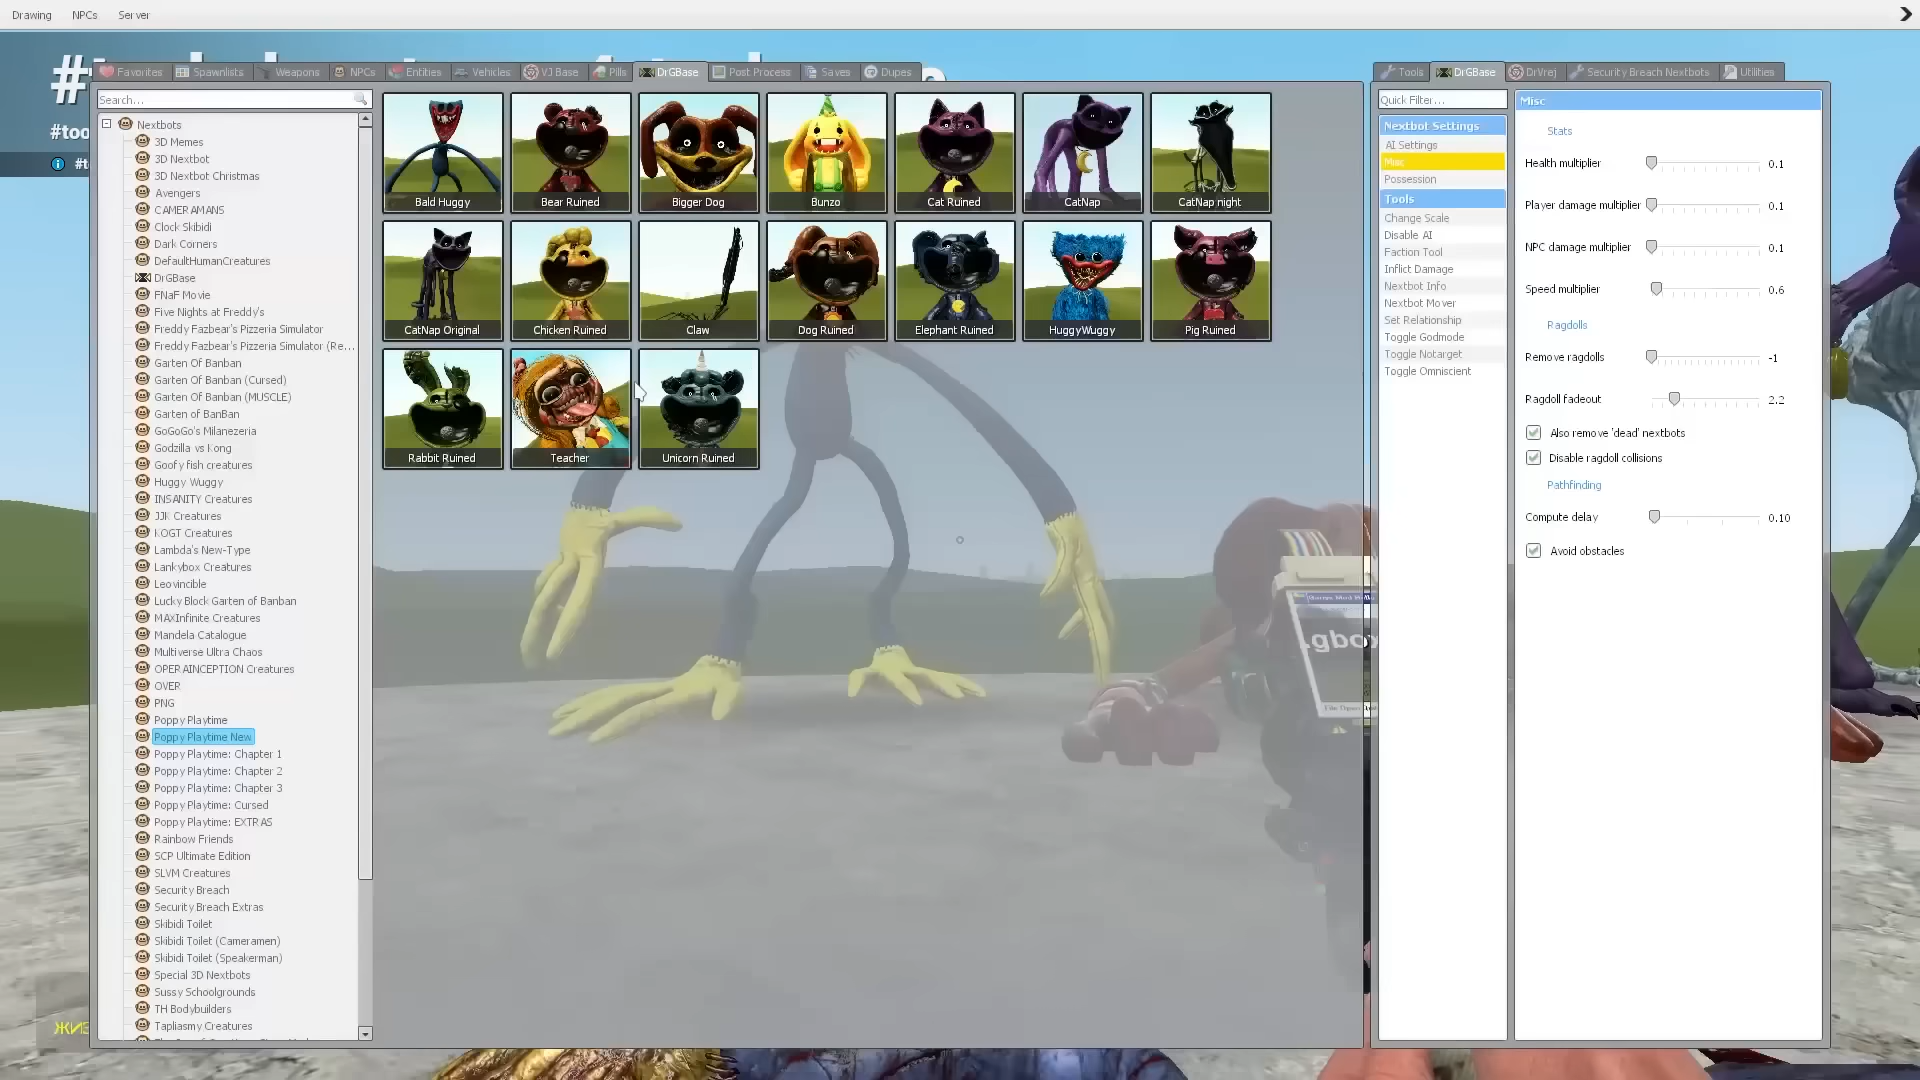 Drawing NPCs Server
Favorites Spawnlists Weapons NPCs Entities Vehicles VJ Base Pills DrGBase Post Process Saves Dupes
Search...
Nextbots
3D Memes
3D Nextbot
3D Nextbot Christmas
Avengers
CAMERAMANS
Clock Skibidi
Dark Corners
DefaultHumanCreatures
DrGBase
FNaF Movie
Five Nights at Freddy's
Freddy Fazbear's Pizzeria Simulator
Freddy Fazbear's Pizzeria Simulator (Re...
Garten Of Banban
Garten Of Banban (Cursed)
Garten Of Banban (MUSCLE)
Garten of BanBan
GoGoGo's Milanezeria
Godzilla vs Kong
Goofy fish creatures
Huggy Wuggy
INSANITY Creatures
JJK Creatures
KOGT Creatures
Lambda's New-Type
Lankybox Creatures
Leovincible
Lucky Block Garten of Banban
MAXInfinite Creatures
Mandela Catalogue
Multiverse Ultra Chaos
OPERAINCEPTION Creatures
OVER
PNG
Poppy Playtime
Poppy Playtime New
Poppy Playtime: Chapter 1
Poppy Playtime: Chapter 2
Poppy Playtime: Chapter 3
Poppy Playtime: Cursed
Poppy Playtime: EXTRAS
Rainbow Friends
SCP Ultimate Edition
SLVM Creatures
Security Breach
Security Breach Extras
Skibidi Toilet
Skibidi Toilet (Cameramen)
Skibidi Toilet (Speakerman)
Special 3D Nextbots
Sussy Schoolgrounds
TH Bodybuilders
Tapliasmy Creatures
Bald Huggy Bear Ruined Bigger Dog Bunzo Cat Ruined CatNap CatNap night
CatNap Original Chicken Ruined Claw Dog Ruined Elephant Ruined HuggyWuggy Pig Ruined
Rabbit Ruined Teacher Unicorn Ruined
Tools DrGBase DrVrej Security Breach Nextbots Utilities
Quick Filter...
Nextbot Settings
AI Settings
Misc
Possession
Tools
Change Scale
Disable AI
Faction Tool
Inflict Damage
Nextbot Info
Nextbot Mover
Set Relationship
Toggle Godmode
Toggle Notarget
Toggle Omniscient
Misc
Stats
Health multiplier 0.1
Player damage multiplier 0.1
NPC damage multiplier 0.1
Speed multiplier 0.6
Ragdolls
Remove ragdolls -1
Ragdoll fadeout 2.2
Also remove 'dead' nextbots
Disable ragdoll collisions
Pathfinding
Compute delay 0.10
Avoid obstacles
#too
#t
.gbox
ЖИЗ